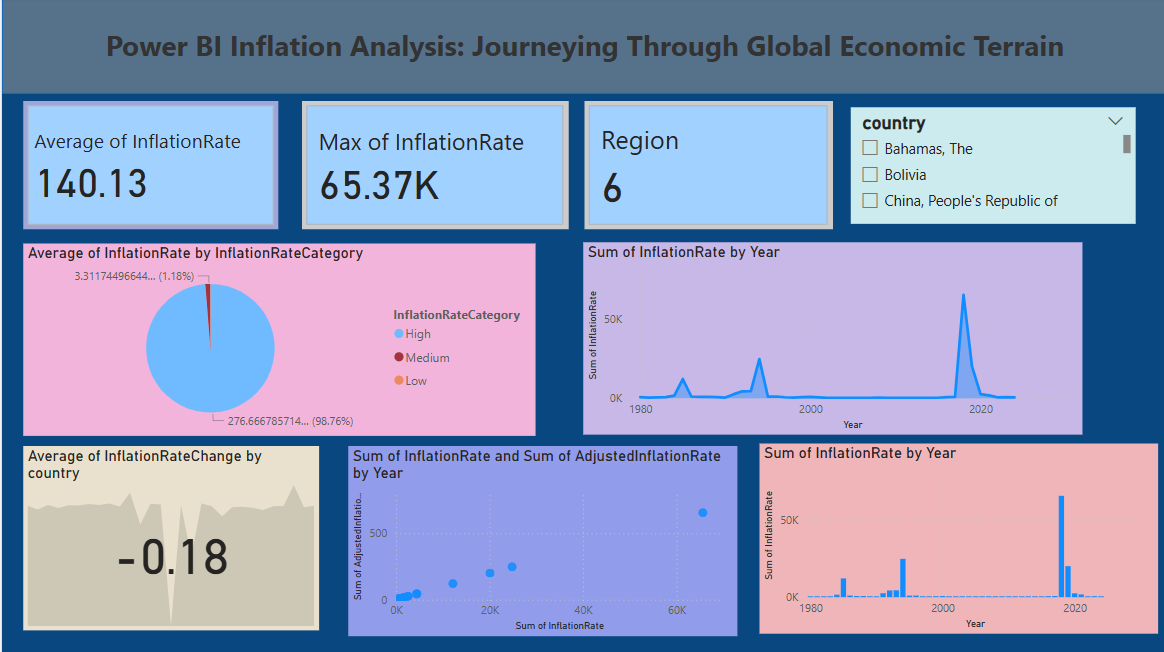 Power BI Inflation Analysis: Journeying Through Global Economic Terrain
Average of InflationRate
140.13
Max of InflationRate
65.37K
Region
6
country
Bahamas, The
Bolivia
China, People's Republic of
Average of InflationRate by InflationRateCategory
3.31174496644... (1.18%)
276.666785714... (98.76%)
InflationRateCategory
High
Medium
Low
Sum of InflationRate by Year
Sum of InflationRate
50K
0K
1980
2000
2020
Year
Average of InflationRateChange by
country
-0.18
Sum of InflationRate and Sum of AdjustedInflationRate
by Year
Sum of AdjustedInflatio...
500
0
0K
20K
40K
60K
Sum of InflationRate
Sum of InflationRate by Year
Sum of InflationRate
50K
0K
1980
2000
2020
Year